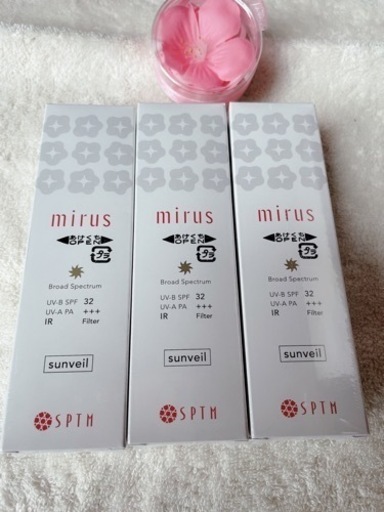 mirus
Broad Spectrum
UV-B SPF 32
UV-A PA +++
IR Filter
sunveil
SPTM
mirus
Broad Spectrum
UV-B SPF 32
UV-A PA +++
IR Filter
sunveil
SPTM
mirus
Broad Spectrum
UV-B SPF 32
UV-A PA +++
IR Filter
sunveil
SPTM